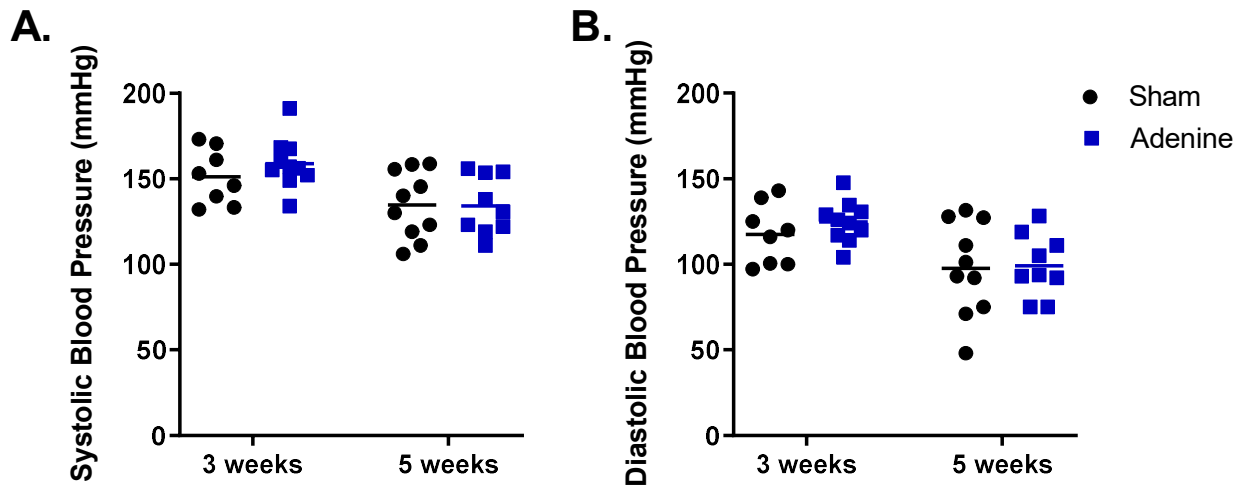 A.
Systolic Blood Pressure (mmHg)
200
150
100
50
0
3 weeks
5 weeks
B.
Diastolic Blood Pressure (mmHg)
200
150
100
50
0
3 weeks
5 weeks
Sham
Adenine